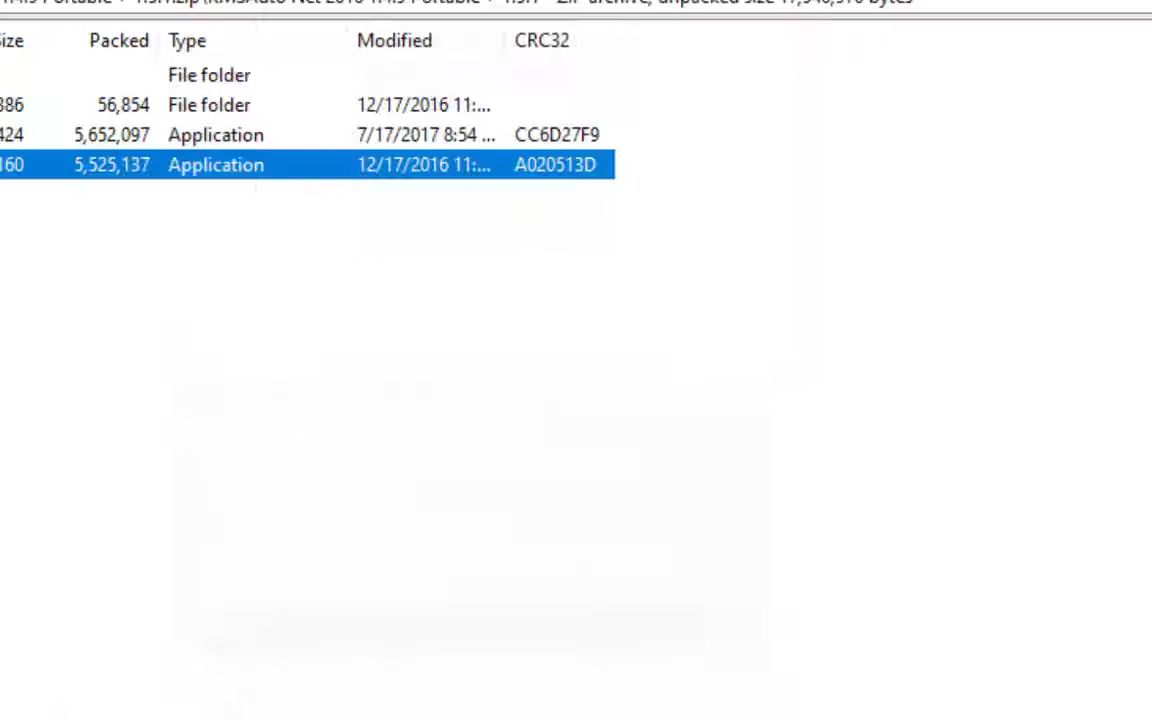 Size Packed Type Modified CRC32
File folder
386 56,854 File folder 12/17/2016 11:...
424 5,652,097 Application 7/17/2017 8:54 ... CC6D27F9
160 5,525,137 Application 12/17/2016 11:... A020513D